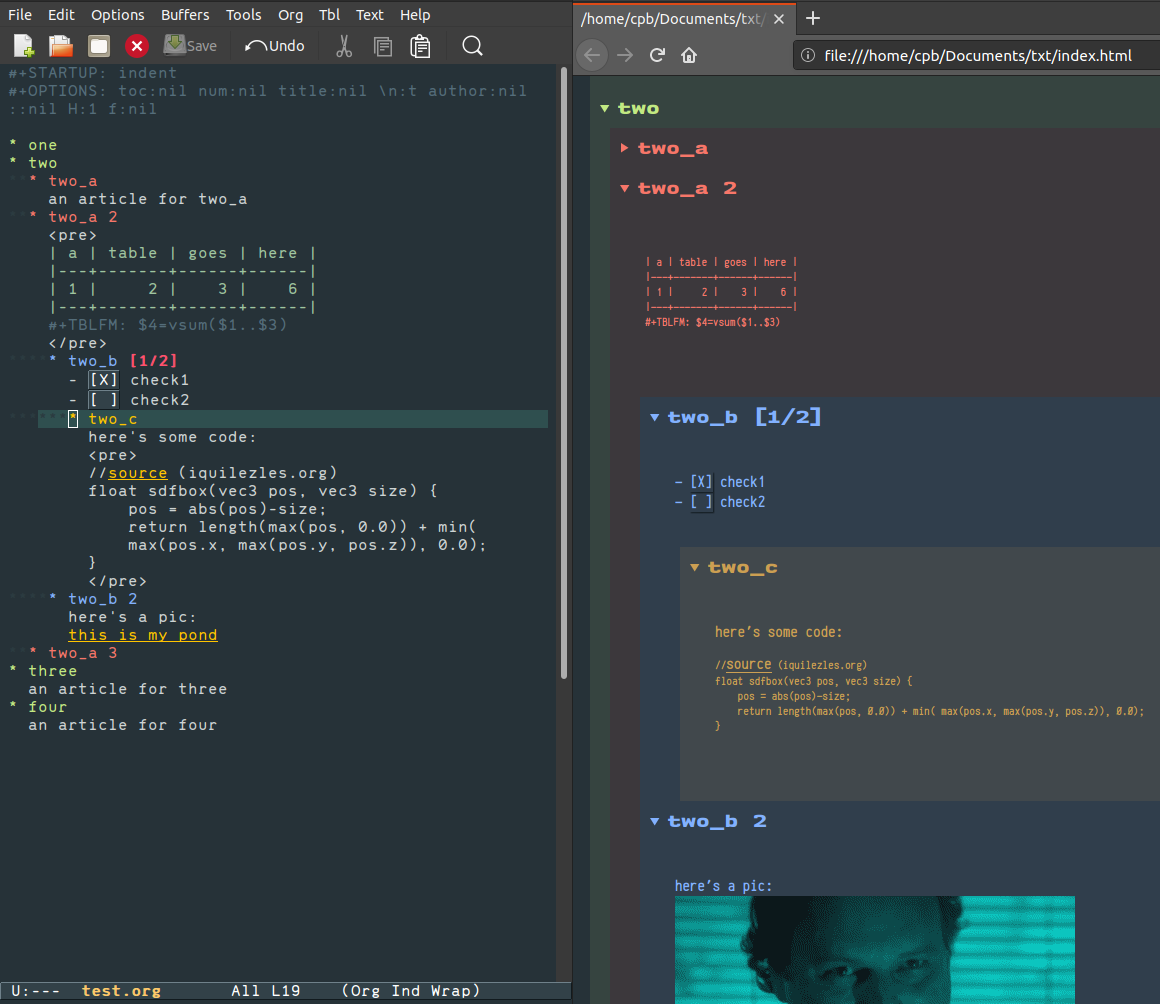 File Edit Options Buffers Tools Org Tbl Text Help
Save Undo
#+STARTUP: indent
#+OPTIONS: toc:nil num:nil title:nil \n:t author:nil
::nil H:1 f:nil
* one
* two
* two_a
an article for two_a
* two_a 2
<pre>
| a | table | goes | here |
|---+-------+------+------|
| 1 |     2 |    3 |    6 |
|---+-------+------+------|
#+TBLFM: $4=vsum($1..$3)
</pre>
* two_b [1/2]
- [X] check1
- [ ] check2
* two_c
here's some code:
<pre>
//source (iquilezles.org)
float sdfbox(vec3 pos, vec3 size) {
    pos = abs(pos)-size;
    return length(max(pos, 0.0)) + min(
    max(pos.x, max(pos.y, pos.z)), 0.0);
}
</pre>
* two_b 2
here's a pic:
this is my pond
* two_a 3
* three
an article for three
* four
an article for four
U:--- test.org All L19 (Org Ind Wrap)
/home/cpb/Documents/txt/
file:///home/cpb/Documents/txt/index.html
two
two_a
two_a 2
| a | table | goes | here |
|---+-------+------+------|
| 1 |     2 |    3 |    6 |
|---+-------+------+------|
#+TBLFM: $4=vsum($1..$3)
two_b [1/2]
- [X] check1
- [ ] check2
two_c
here's some code:
//source (iquilezles.org)
float sdfbox(vec3 pos, vec3 size) {
    pos = abs(pos)-size;
    return length(max(pos, 0.0)) + min( max(pos.x, max(pos.y, pos.z)), 0.0);
}
two_b 2
here's a pic: